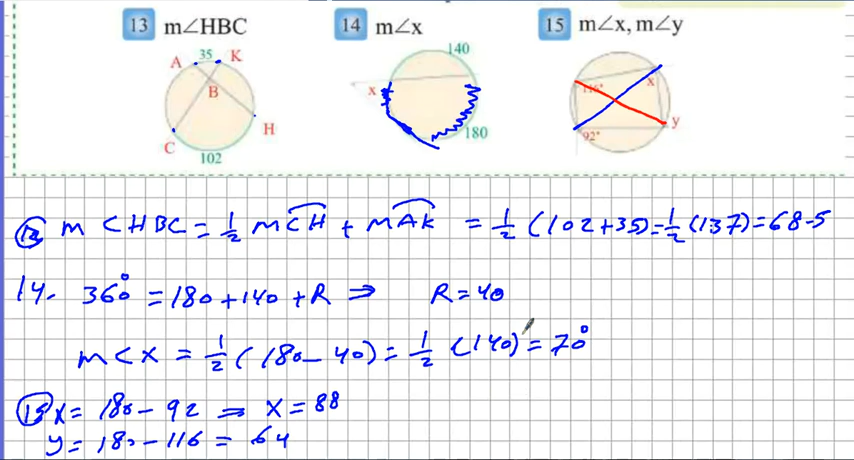 13 m∠HBC
14 m∠x
15 m∠x, m∠y
A 35 K
B
H
C
102
140
x
180
x
116°
y
92°
13 m < HBC = 1/2 mCH + mAK = 1/2 (102+35) = 1/2 (137) = 68.5
14. 360° = 180 + 140 + R ⇒ R = 40
m < x = 1/2 (180 - 40) = 1/2 (140) = 70°
15 x = 180 - 92 ⇒ x = 88
y = 180 - 116 = 64